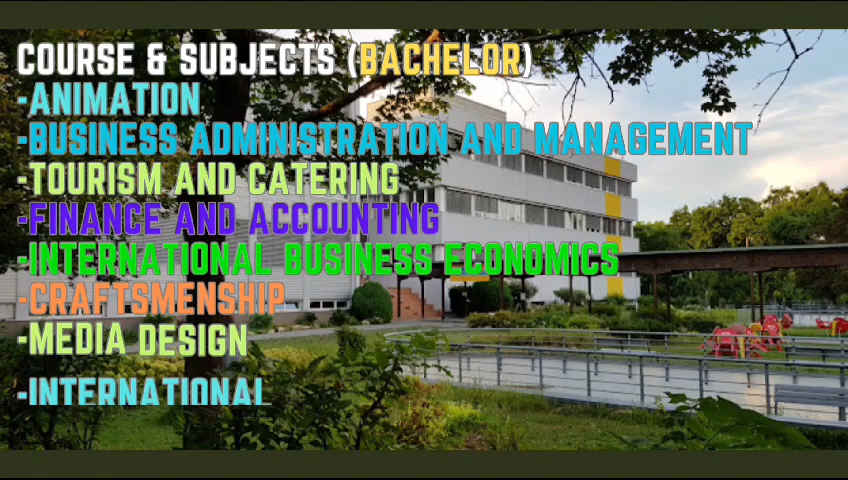 COURSE & SUBJECTS (BACHELOR)
-ANIMATION
-BUSINESS ADMINISTRATION AND MANAGEMENT
-TOURISM AND CATERING
-FINANCE AND ACCOUNTING
-INTERNATIONAL BUSINESS ECONOMICS
-CRAFTSMENSHIP
-MEDIA DESIGN
-INTERNATIONAL